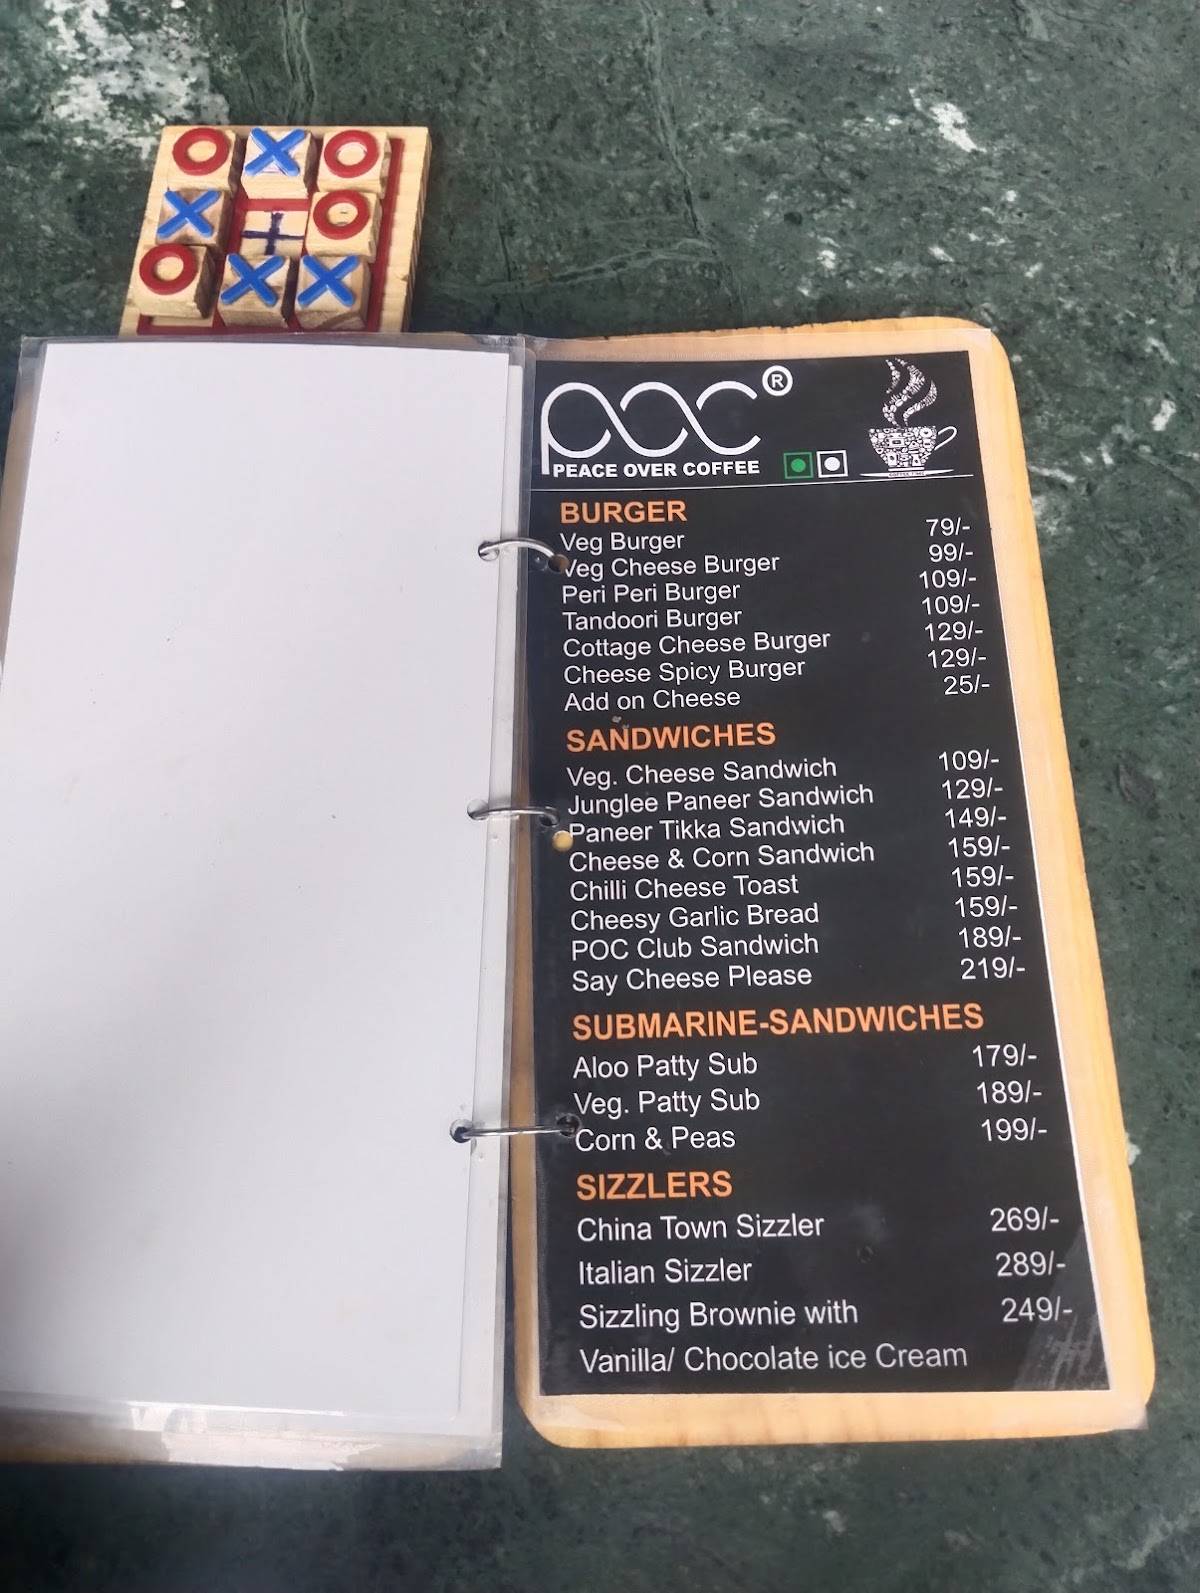 O X O
X + O
O X X
poc®
PEACE OVER COFFEE
BURGER
Veg Burger 79/-
Veg Cheese Burger 99/-
Peri Peri Burger 109/-
Tandoori Burger 109/-
Cottage Cheese Burger 129/-
Cheese Spicy Burger 129/-
Add on Cheese 25/-
SANDWICHES
Veg. Cheese Sandwich 109/-
Junglee Paneer Sandwich 129/-
Paneer Tikka Sandwich 149/-
Cheese & Corn Sandwich 159/-
Chilli Cheese Toast 159/-
Cheesy Garlic Bread 159/-
POC Club Sandwich 189/-
Say Cheese Please 219/-
SUBMARINE-SANDWICHES
Aloo Patty Sub 179/-
Veg. Patty Sub 189/-
Corn & Peas 199/-
SIZZLERS
China Town Sizzler 269/-
Italian Sizzler 289/-
Sizzling Brownie with 249/-
Vanilla/ Chocolate ice Cream